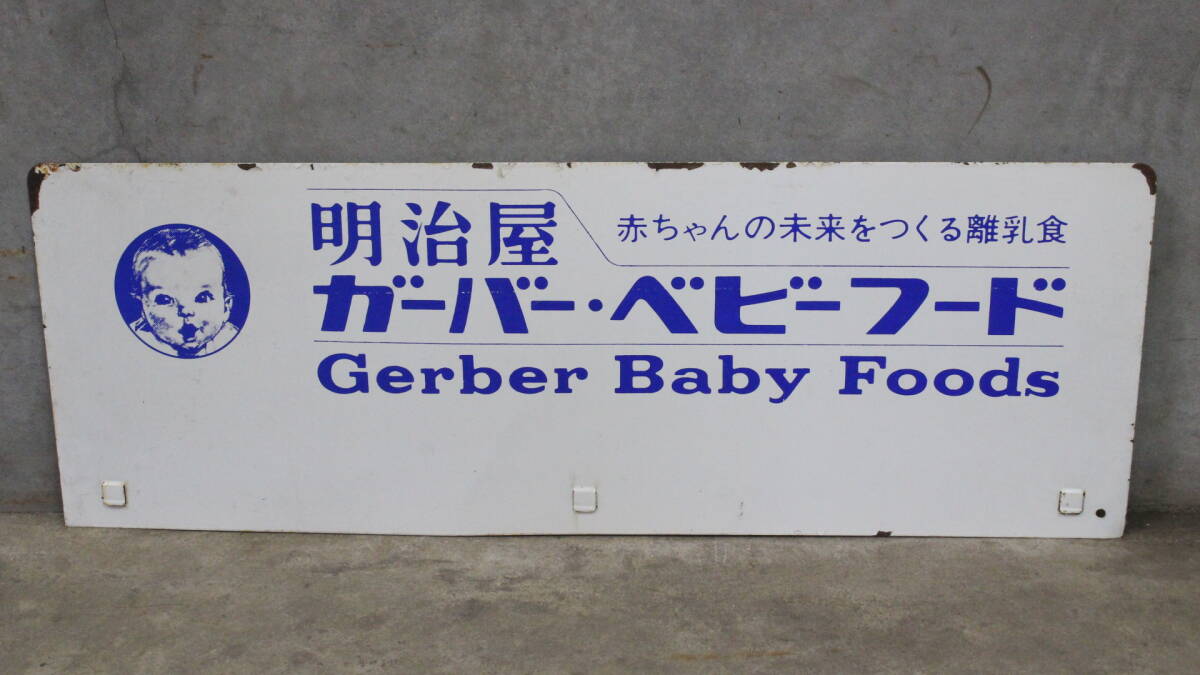 明治屋
赤ちゃんの未来をつくる離乳食
ガーバー・ベビーフード
Gerber Baby Foods